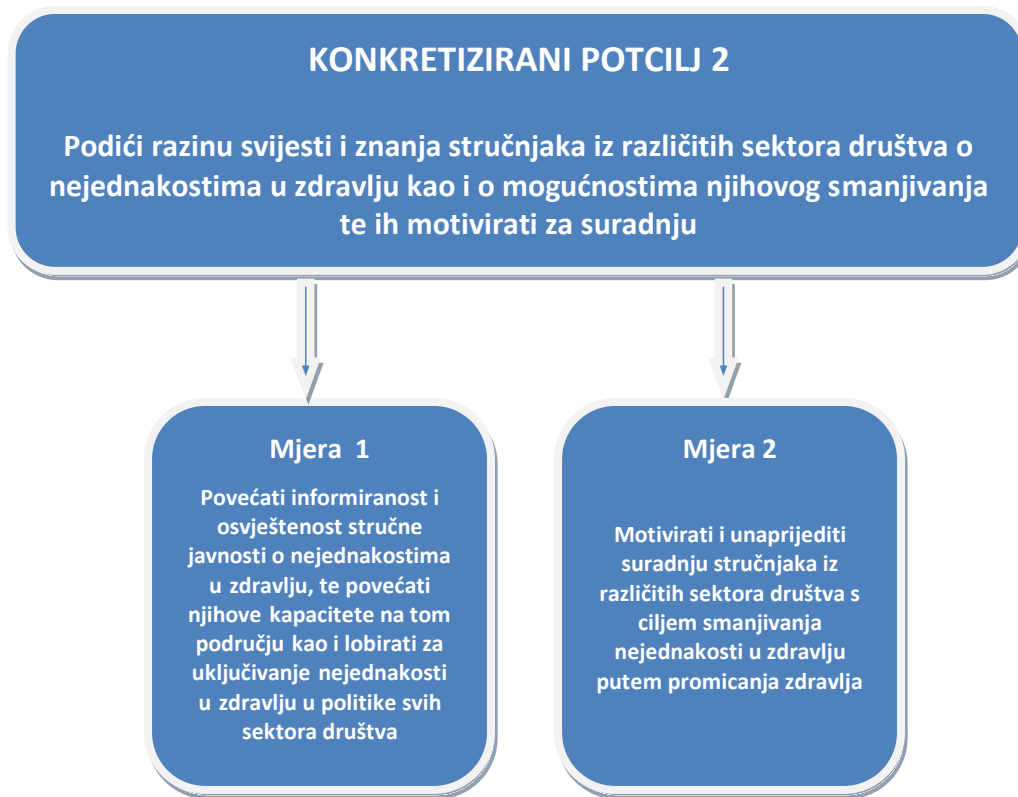 KONKRETIZIRANI POTCILJ 2
Podići razinu svijesti i znanja stručnjaka iz različitih sektora društva o
nejednakostima u zdravlju kao i o mogućnostima njihovog smanjivanja
te ih motivirati za suradnju
Mjera 1
Povećati informiranost i
osvještenost stručne
javnosti o nejednakostima
u zdravlju, te povećati
njihove kapacitete na tom
području kao i lobirati za
uključivanje nejednakosti
u zdravlju u politike svih
sektora društva
Mjera 2
Motivirati i unaprijediti
suradnju stručnjaka iz
različitih sektora društva s
ciljem smanjivanja
nejednakosti u zdravlju
putem promicanja zdravlja